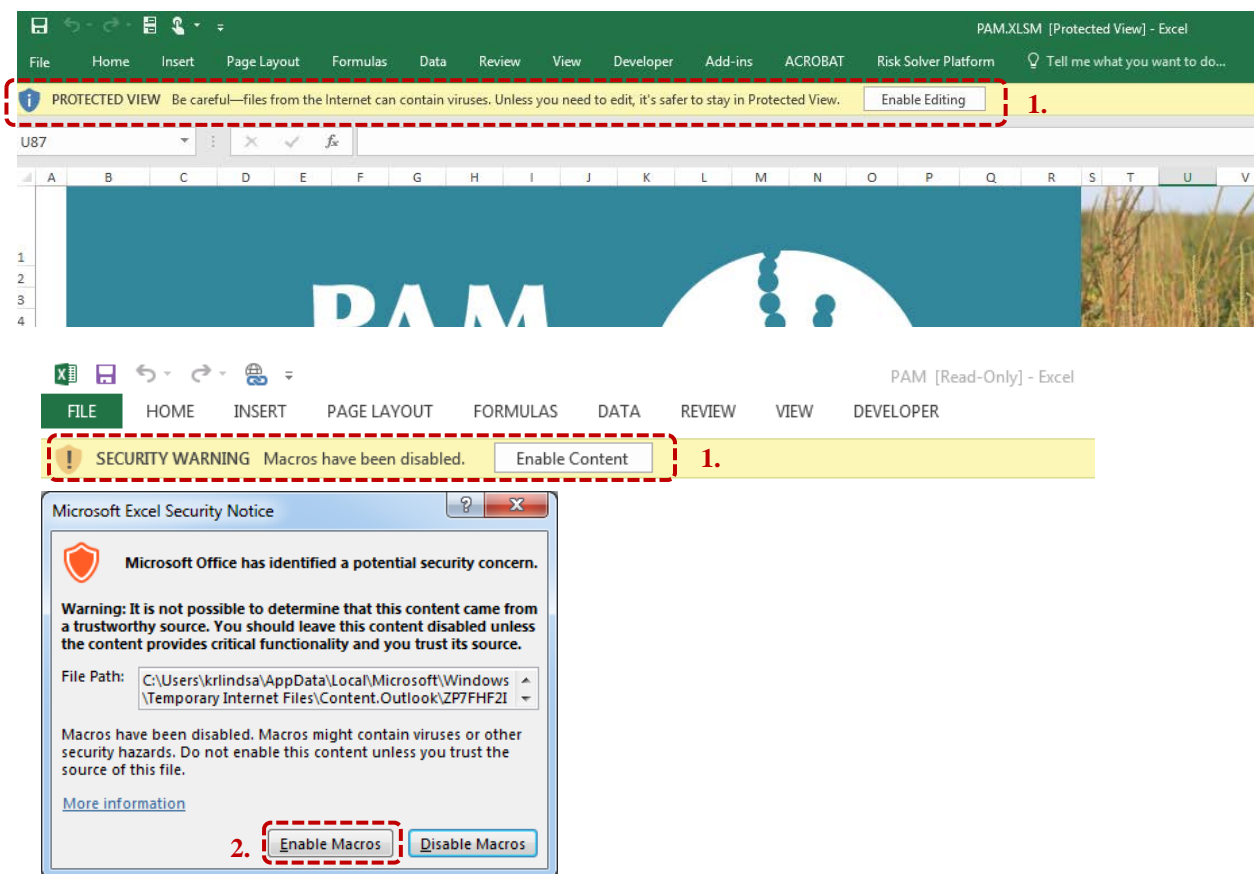 PAM.XLSM [Protected View] - Excel
File Home Insert Page Layout Formulas Data Review View Developer Add-ins ACROBAT Risk Solver Platform Tell me what you want to do...
PROTECTED VIEW Be careful—files from the Internet can contain viruses. Unless you need to edit, it's safer to stay in Protected View. Enable Editing 1.
U87 fx
A B C D E F G H I J K L M N O P Q R S T U V
1
2
3
4
PAM
PAM [Read-Only] - Excel
FILE HOME INSERT PAGE LAYOUT FORMULAS DATA REVIEW VIEW DEVELOPER
SECURITY WARNING Macros have been disabled. Enable Content 1.
Microsoft Excel Security Notice
Microsoft Office has identified a potential security concern.
Warning: It is not possible to determine that this content came from
a trustworthy source. You should leave this content disabled unless
the content provides critical functionality and you trust its source.
File Path: C:\Users\krlindsa\AppData\Local\Microsoft\Windows
\Temporary Internet Files\Content.Outlook\ZP7FHF2I
Macros have been disabled. Macros might contain viruses or other
security hazards. Do not enable this content unless you trust the
source of this file.
More information
2. Enable Macros Disable Macros